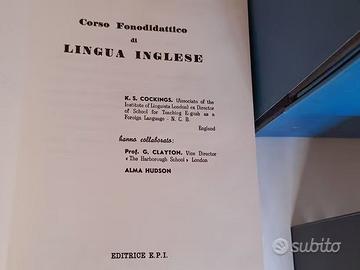 Corso Fonodidattico
di
LINGUA INGLESE
K. S. COCKINGS. (Associate of the
Institute of Linguists London) ex Director
of School for Teaching English as a
Foreign Language - N. C. B.
England
hanno collaborato:
Prof. G. CLAYTON. Vice Director
« The Harborough School » London
ALMA HUDSON
EDITRICE E.P.I.
subito